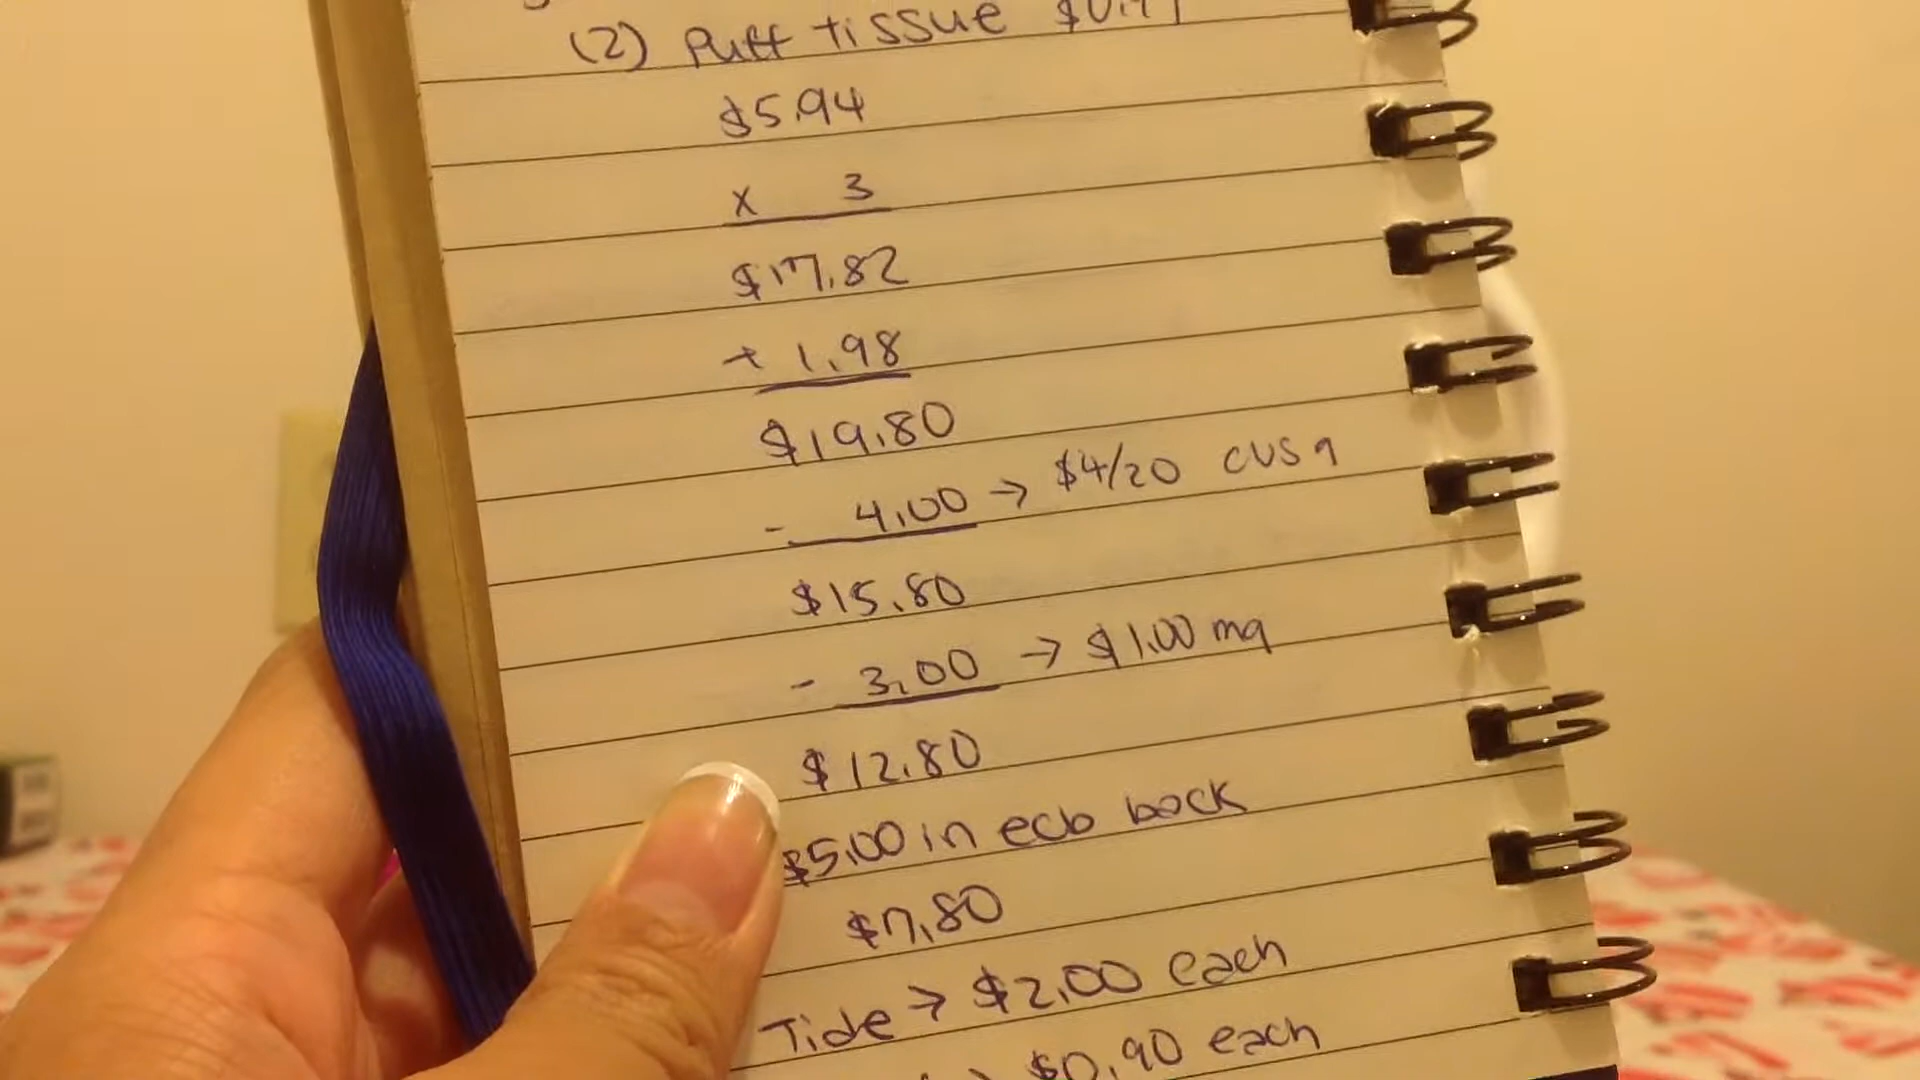 (2) Puff tissue $0.99
$5.94
x 3
$17.82
+ 1.98
$19.80
- 4.00 → $4/20 CVS q
$15.80
- 3.00 → $1.00 mq
$12.80
$5.00 in ecb back
$7.80
Tide → $2.00 each
$0.90 each